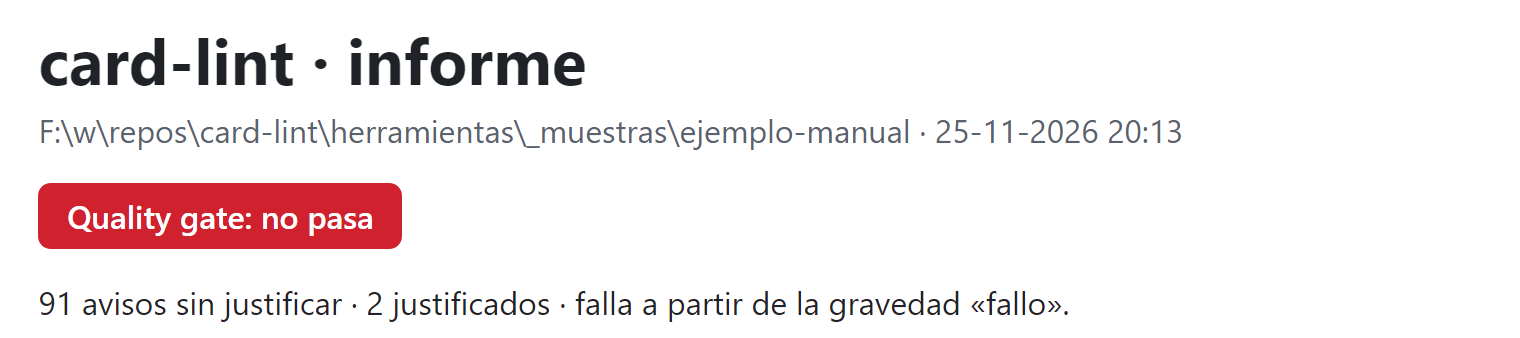 card-lint · informe
F:\w\repos\card-lint\herramientas\_muestras\ejemplo-manual · 25-11-2026 20:13
Quality gate: no pasa
91 avisos sin justificar · 2 justificados · falla a partir de la gravedad «fallo».